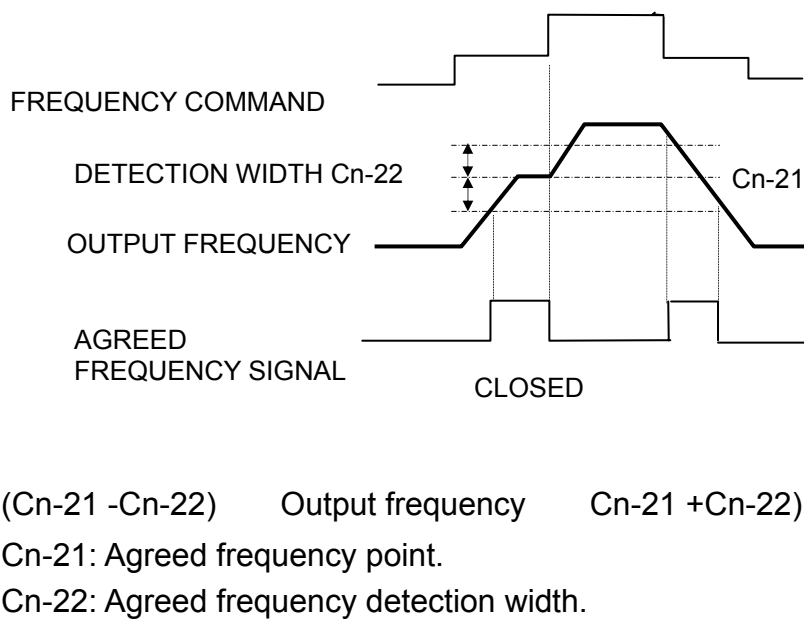 FREQUENCY COMMAND
DETECTION WIDTH Cn-22
Cn-21
OUTPUT FREQUENCY
AGREED
FREQUENCY SIGNAL
CLOSED
(Cn-21 -Cn-22) Output frequency Cn-21 +Cn-22)
Cn-21: Agreed frequency point.
Cn-22: Agreed frequency detection width.